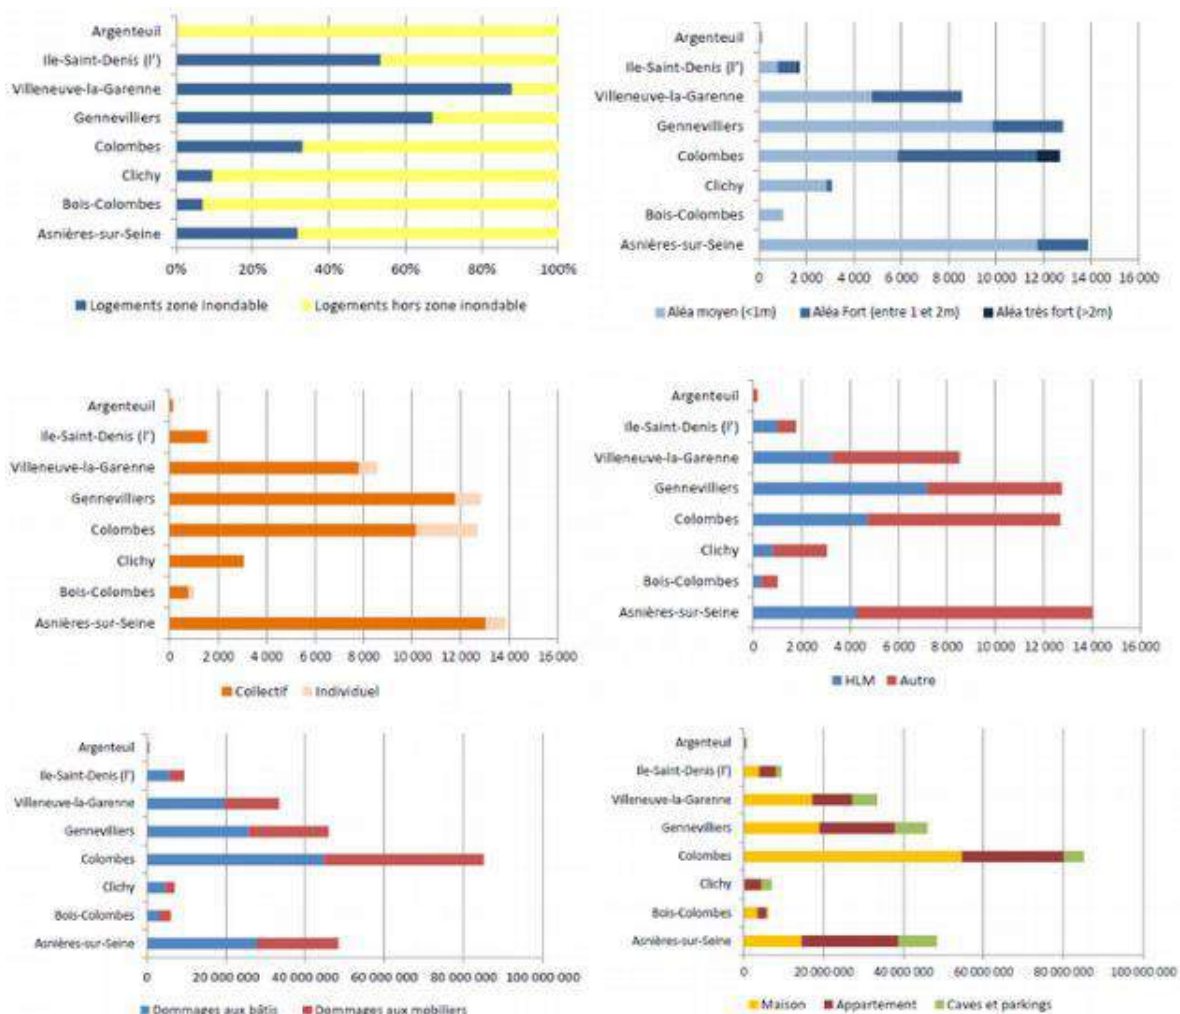 Argenteuil
Ile-Saint-Denis (l')
Villeneuve-la-Garenne
Gennevilliers
Colombes
Clichy
Bois-Colombes
Asnières-sur-Seine
0% 20% 40% 60% 80% 100%
Logements zone inondable Logements hors zone inondable
Argenteuil
Ile-Saint-Denis (l')
Villeneuve-la-Garenne
Gennevilliers
Colombes
Clichy
Bois-Colombes
Asnières-sur-Seine
0 2 000 4 000 6 000 8 000 10 000 12 000 14 000 16 000
Aléa moyen (<1m) Aléa Fort (entre 1 et 2m) Aléa très fort (>2m)
Argenteuil
Ile-Saint-Denis (l')
Villeneuve-la-Garenne
Gennevilliers
Colombes
Clichy
Bois-Colombes
Asnières-sur-Seine
0 2 000 4 000 6 000 8 000 10 000 12 000 14 000 16 000
Collectif Individuel
Argenteuil
Ile-Saint-Denis (l')
Villeneuve-la-Garenne
Gennevilliers
Colombes
Clichy
Bois-Colombes
Asnières-sur-Seine
0 2 000 4 000 6 000 8 000 10 000 12 000 14 000 16 000
HLM Autre
Argenteuil
Ile-Saint-Denis (l')
Villeneuve-la-Garenne
Gennevilliers
Colombes
Clichy
Bois-Colombes
Asnières-sur-Seine
0 20 000 000 40 000 000 60 000 000 80 000 000 100 000 000
Dommages aux bâtis Dommages aux mobiliers
Argenteuil
Ile-Saint-Denis (l')
Villeneuve-la-Garenne
Gennevilliers
Colombes
Clichy
Bois-Colombes
Asnières-sur-Seine
0 20 000 000 40 000 000 60 000 000 80 000 000 100 000 000
Maison Appartement Caves et parkings